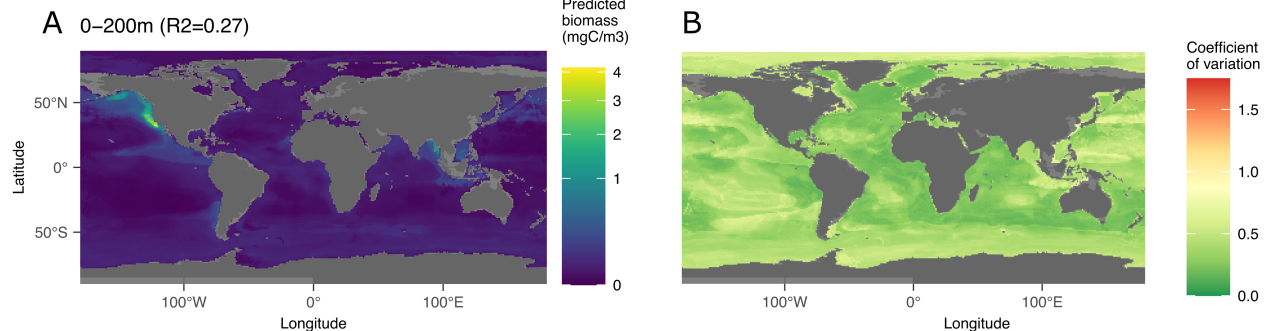 A
0−200m (R2=0.27)
Predicted
biomass
(mgC/m3)
4
3
2
1
0
50°N
0°
50°S
Latitude
100°W
0°
100°E
Longitude
B
Coefficient
of variation
1.5
1.0
0.5
0.0
100°W
0°
100°E
Longitude